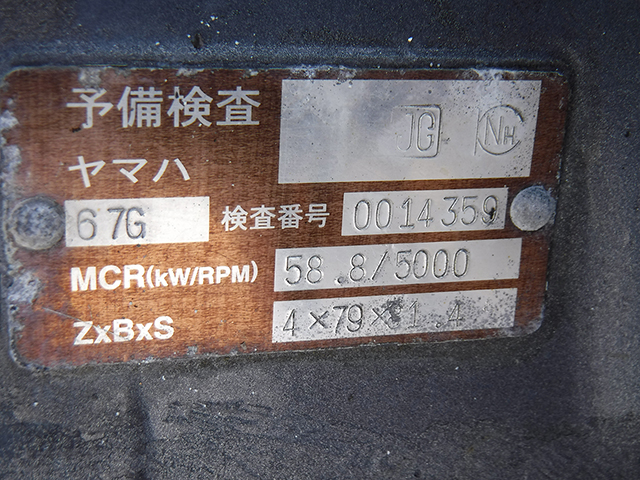 予備検査
JG NH
ヤマハ
67G 検査番号 0014359
MCR(kW/RPM) 58.8/5000
ZxBxS 4×79×